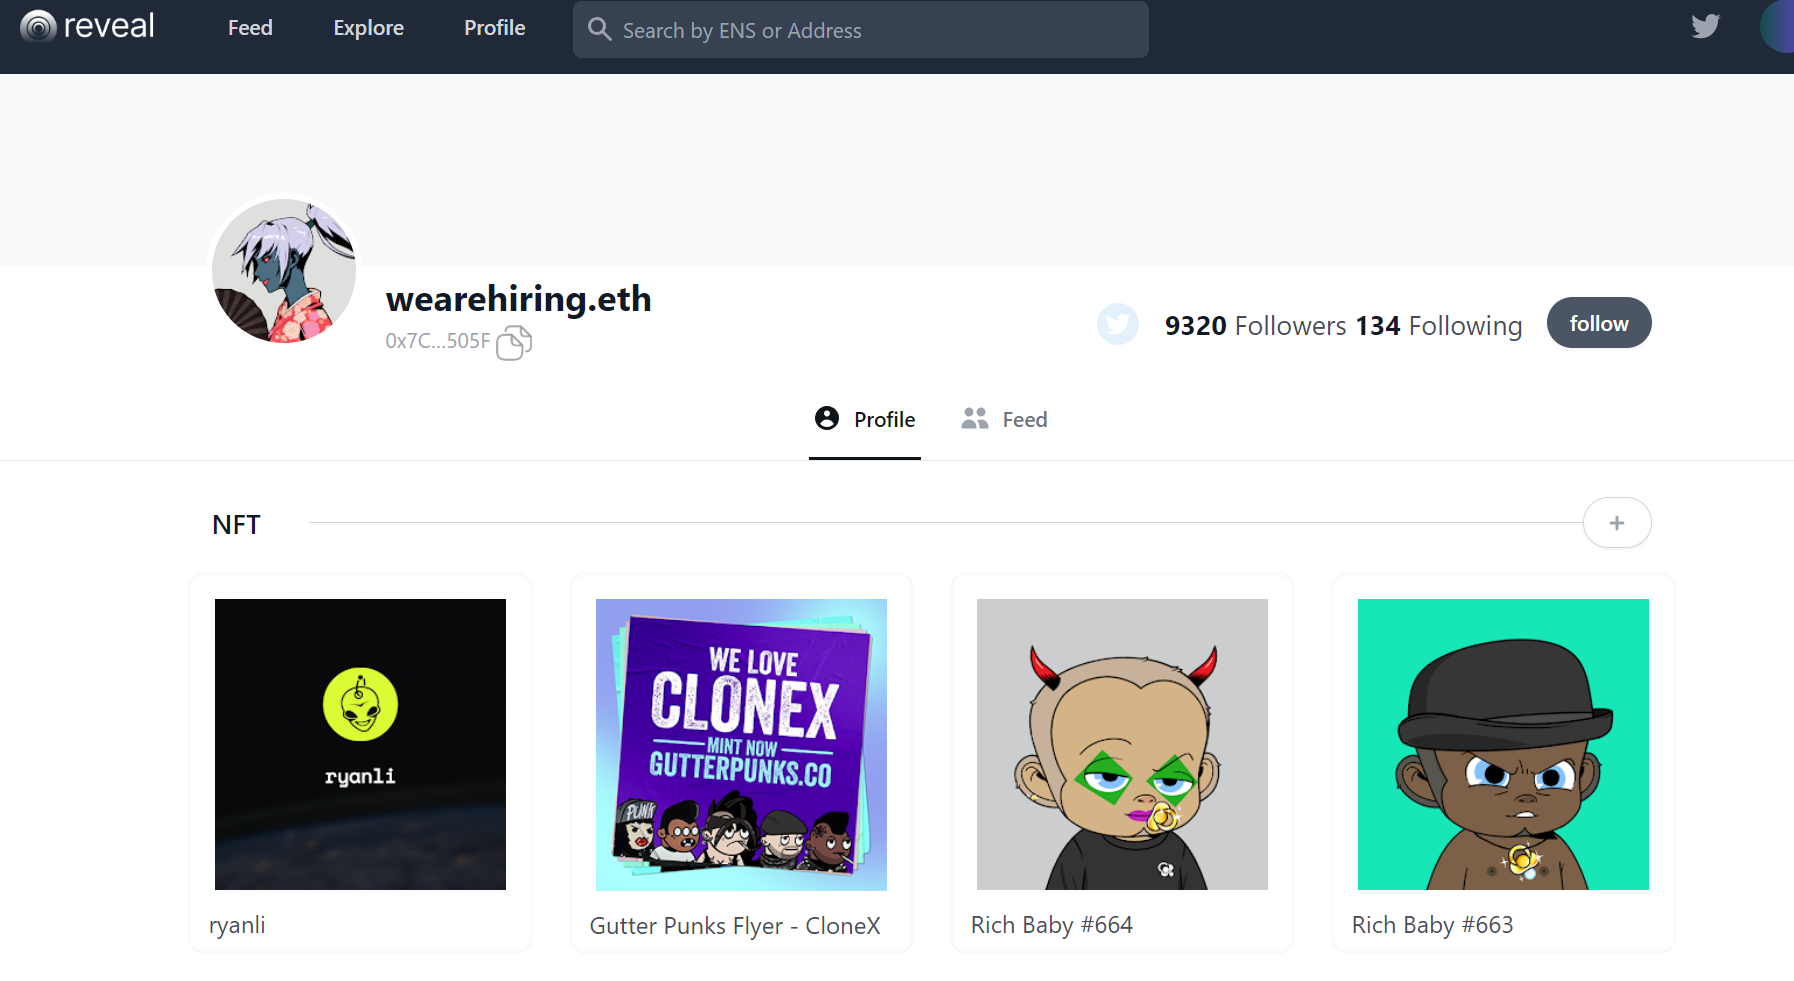 reveal
Feed
Explore
Profile
Search by ENS or Address
wearehiring.eth
0x7C...505F
9320 Followers 134 Following
follow
Profile
Feed
NFT
+
ryanli
WE LOVE
CLONEX
MINT NOW
GUTTERPUNKS.CO
PUNK
ryanli
Gutter Punks Flyer - CloneX
Rich Baby #664
Rich Baby #663